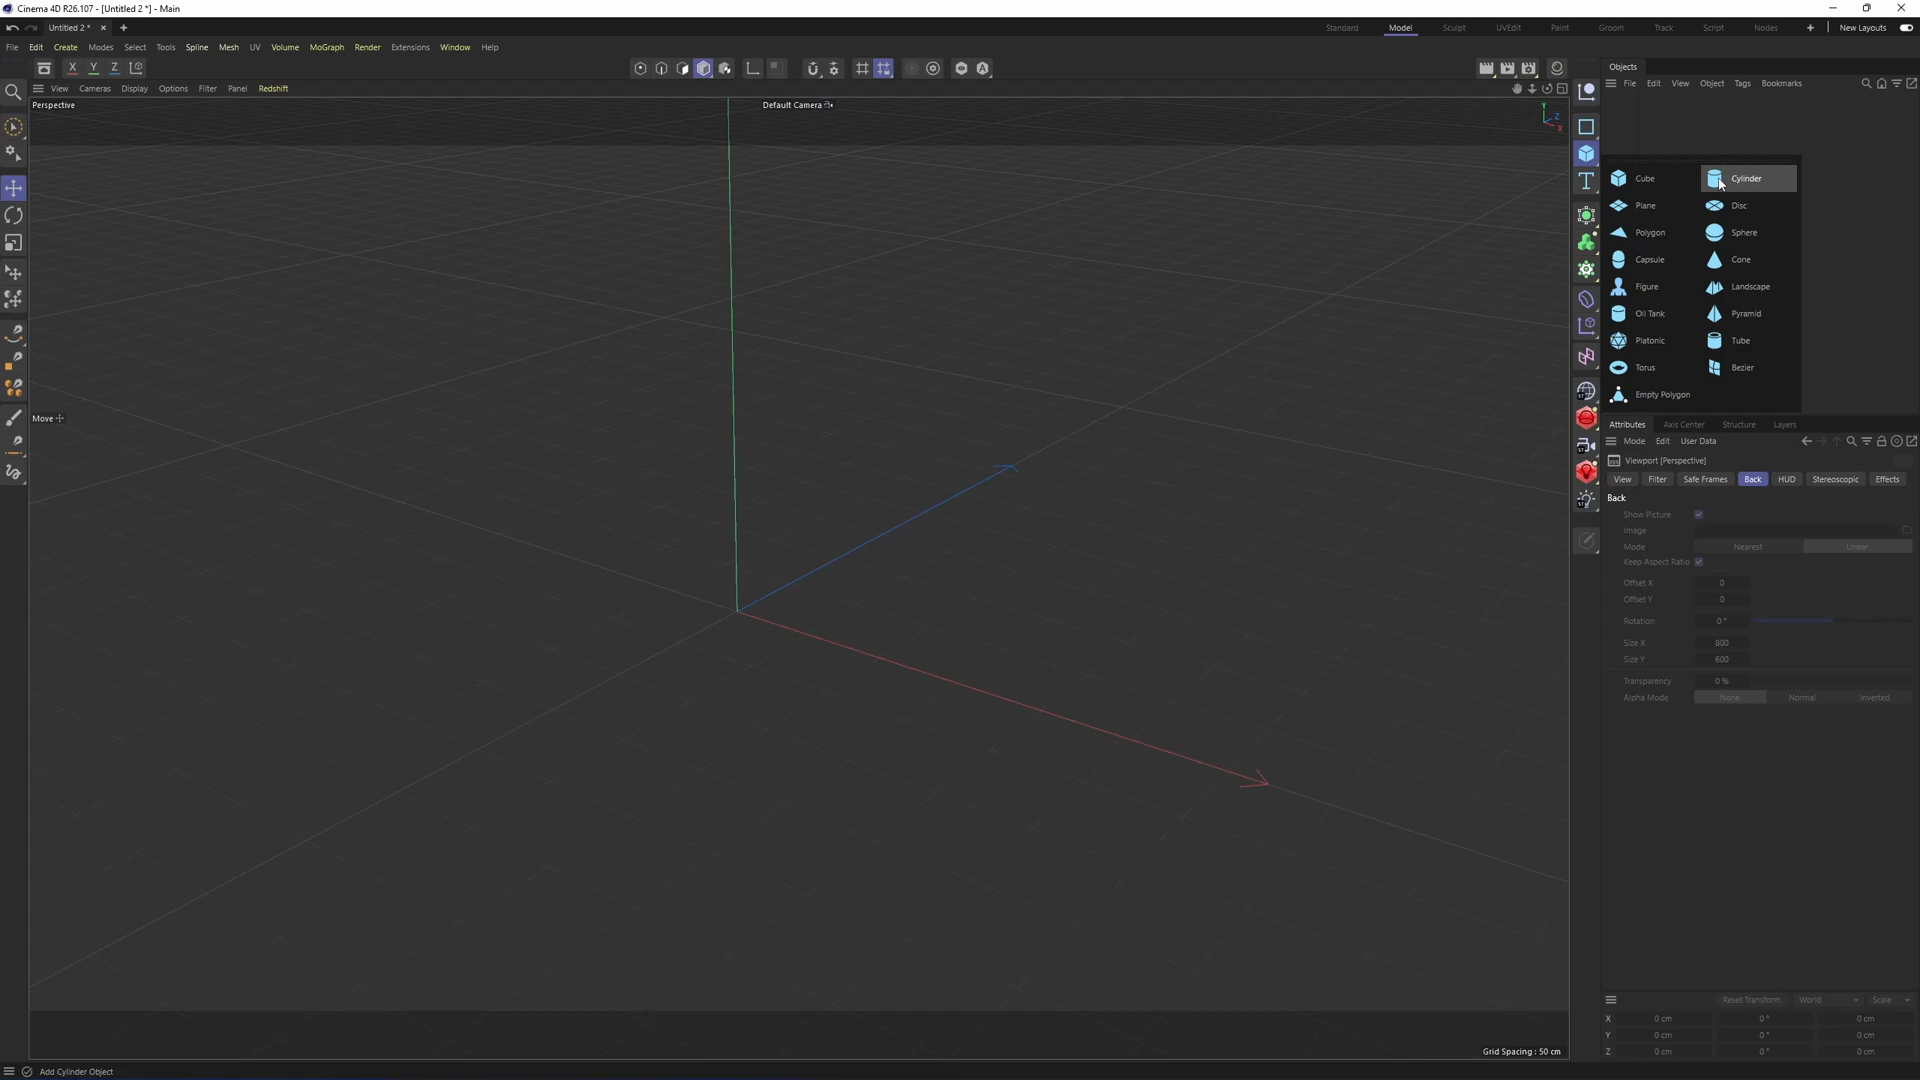 Cinema 4D R26.107 - [Untitled 2 *] - Main
Untitled 2 *
Standard Model Sculpt UVEdit Paint Groom Track Script Nodes New Layouts
File Edit Create Modes Select Tools Spline Mesh UV Volume MoGraph Render Extensions Window Help
X Y Z
Objects
View Cameras Display Options Filter Panel Redshift
File Edit View Object Tags Bookmarks
Perspective
Default Camera
Y
Z
X
Cube
Cylinder
Plane
Disc
Polygon
Sphere
Capsule
Cone
Figure
Landscape
Oil Tank
Pyramid
Platonic
Tube
Torus
Bezier
Empty Polygon
Move
Attributes Axis Center Structure Layers
Mode Edit User Data
Viewport [Perspective]
View Filter Safe Frames Back HUD Stereoscopic Effects
Back
Show Picture
Image
Mode Nearest Linear
Keep Aspect Ratio
Offset X 0
Offset Y 0
Rotation 0 °
Size X 800
Size Y 600
Transparency 0 %
Alpha Mode None Normal Inverted
Reset Transform World Scale
X 0 cm 0 ° 0 cm
Y 0 cm 0 ° 0 cm
Z 0 cm 0 ° 0 cm
Grid Spacing : 50 cm
Add Cylinder Object